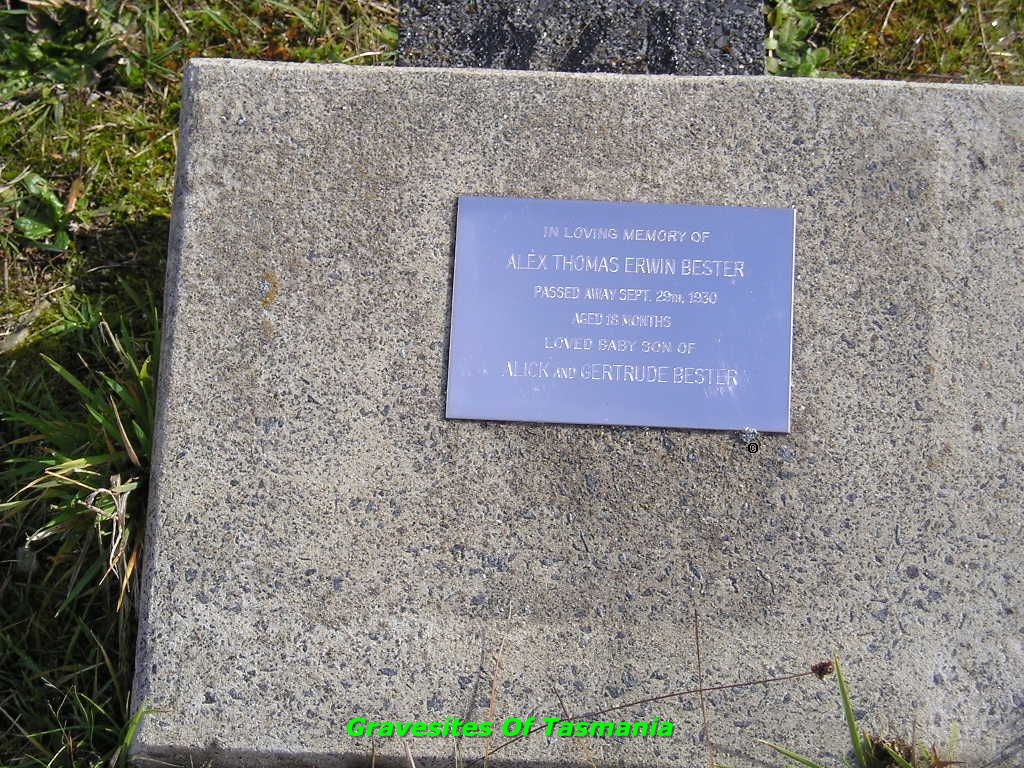 IN LOVING MEMORY OF
ALEX THOMAS ERWIN BESTER
PASSED AWAY SEPT. 29TH, 1930
AGED 18 MONTHS
LOVED BABY SON OF
ALICK AND GERTRUDE BESTER
Gravesites Of Tasmania